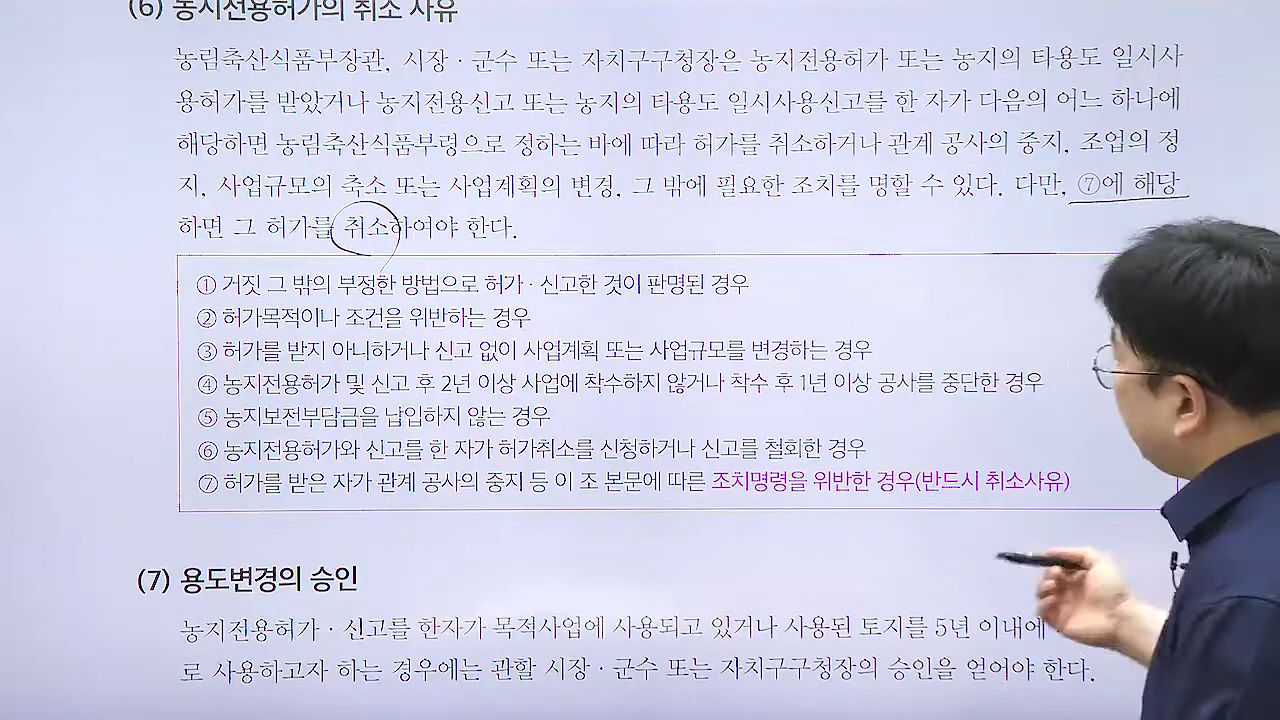 (6) 농지전용허가의 취소 사유
농림축산식품부장관, 시장·군수 또는 자치구구청장은 농지전용허가 또는 농지의 타용도 일시사
용허가를 받았거나 농지전용신고 또는 농지의 타용도 일시사용신고를 한 자가 다음의 어느 하나에
해당하면 농림축산식품부령으로 정하는 바에 따라 허가를 취소하거나 관계 공사의 중지, 조업의 정
지, 사업규모의 축소 또는 사업계획의 변경, 그 밖에 필요한 조치를 명할 수 있다. 다만, ⑦에 해당
하면 그 허가를 취소하여야 한다.
① 거짓 그 밖의 부정한 방법으로 허가·신고한 것이 판명된 경우
② 허가목적이나 조건을 위반하는 경우
③ 허가를 받지 아니하거나 신고 없이 사업계획 또는 사업규모를 변경하는 경우
④ 농지전용허가 및 신고 후 2년 이상 사업에 착수하지 않거나 착수 후 1년 이상 공사를 중단한 경우
⑤ 농지보전부담금을 납입하지 않는 경우
⑥ 농지전용허가와 신고를 한 자가 허가취소를 신청하거나 신고를 철회한 경우
⑦ 허가를 받은 자가 관계 공사의 중지 등 이 조 본문에 따른 조치명령을 위반한 경우(반드시 취소사유)
(7) 용도변경의 승인
농지전용허가·신고를 한자가 목적사업에 사용되고 있거나 사용된 토지를 5년 이내에
로 사용하고자 하는 경우에는 관할 시장·군수 또는 자치구구청장의 승인을 얻어야 한다.